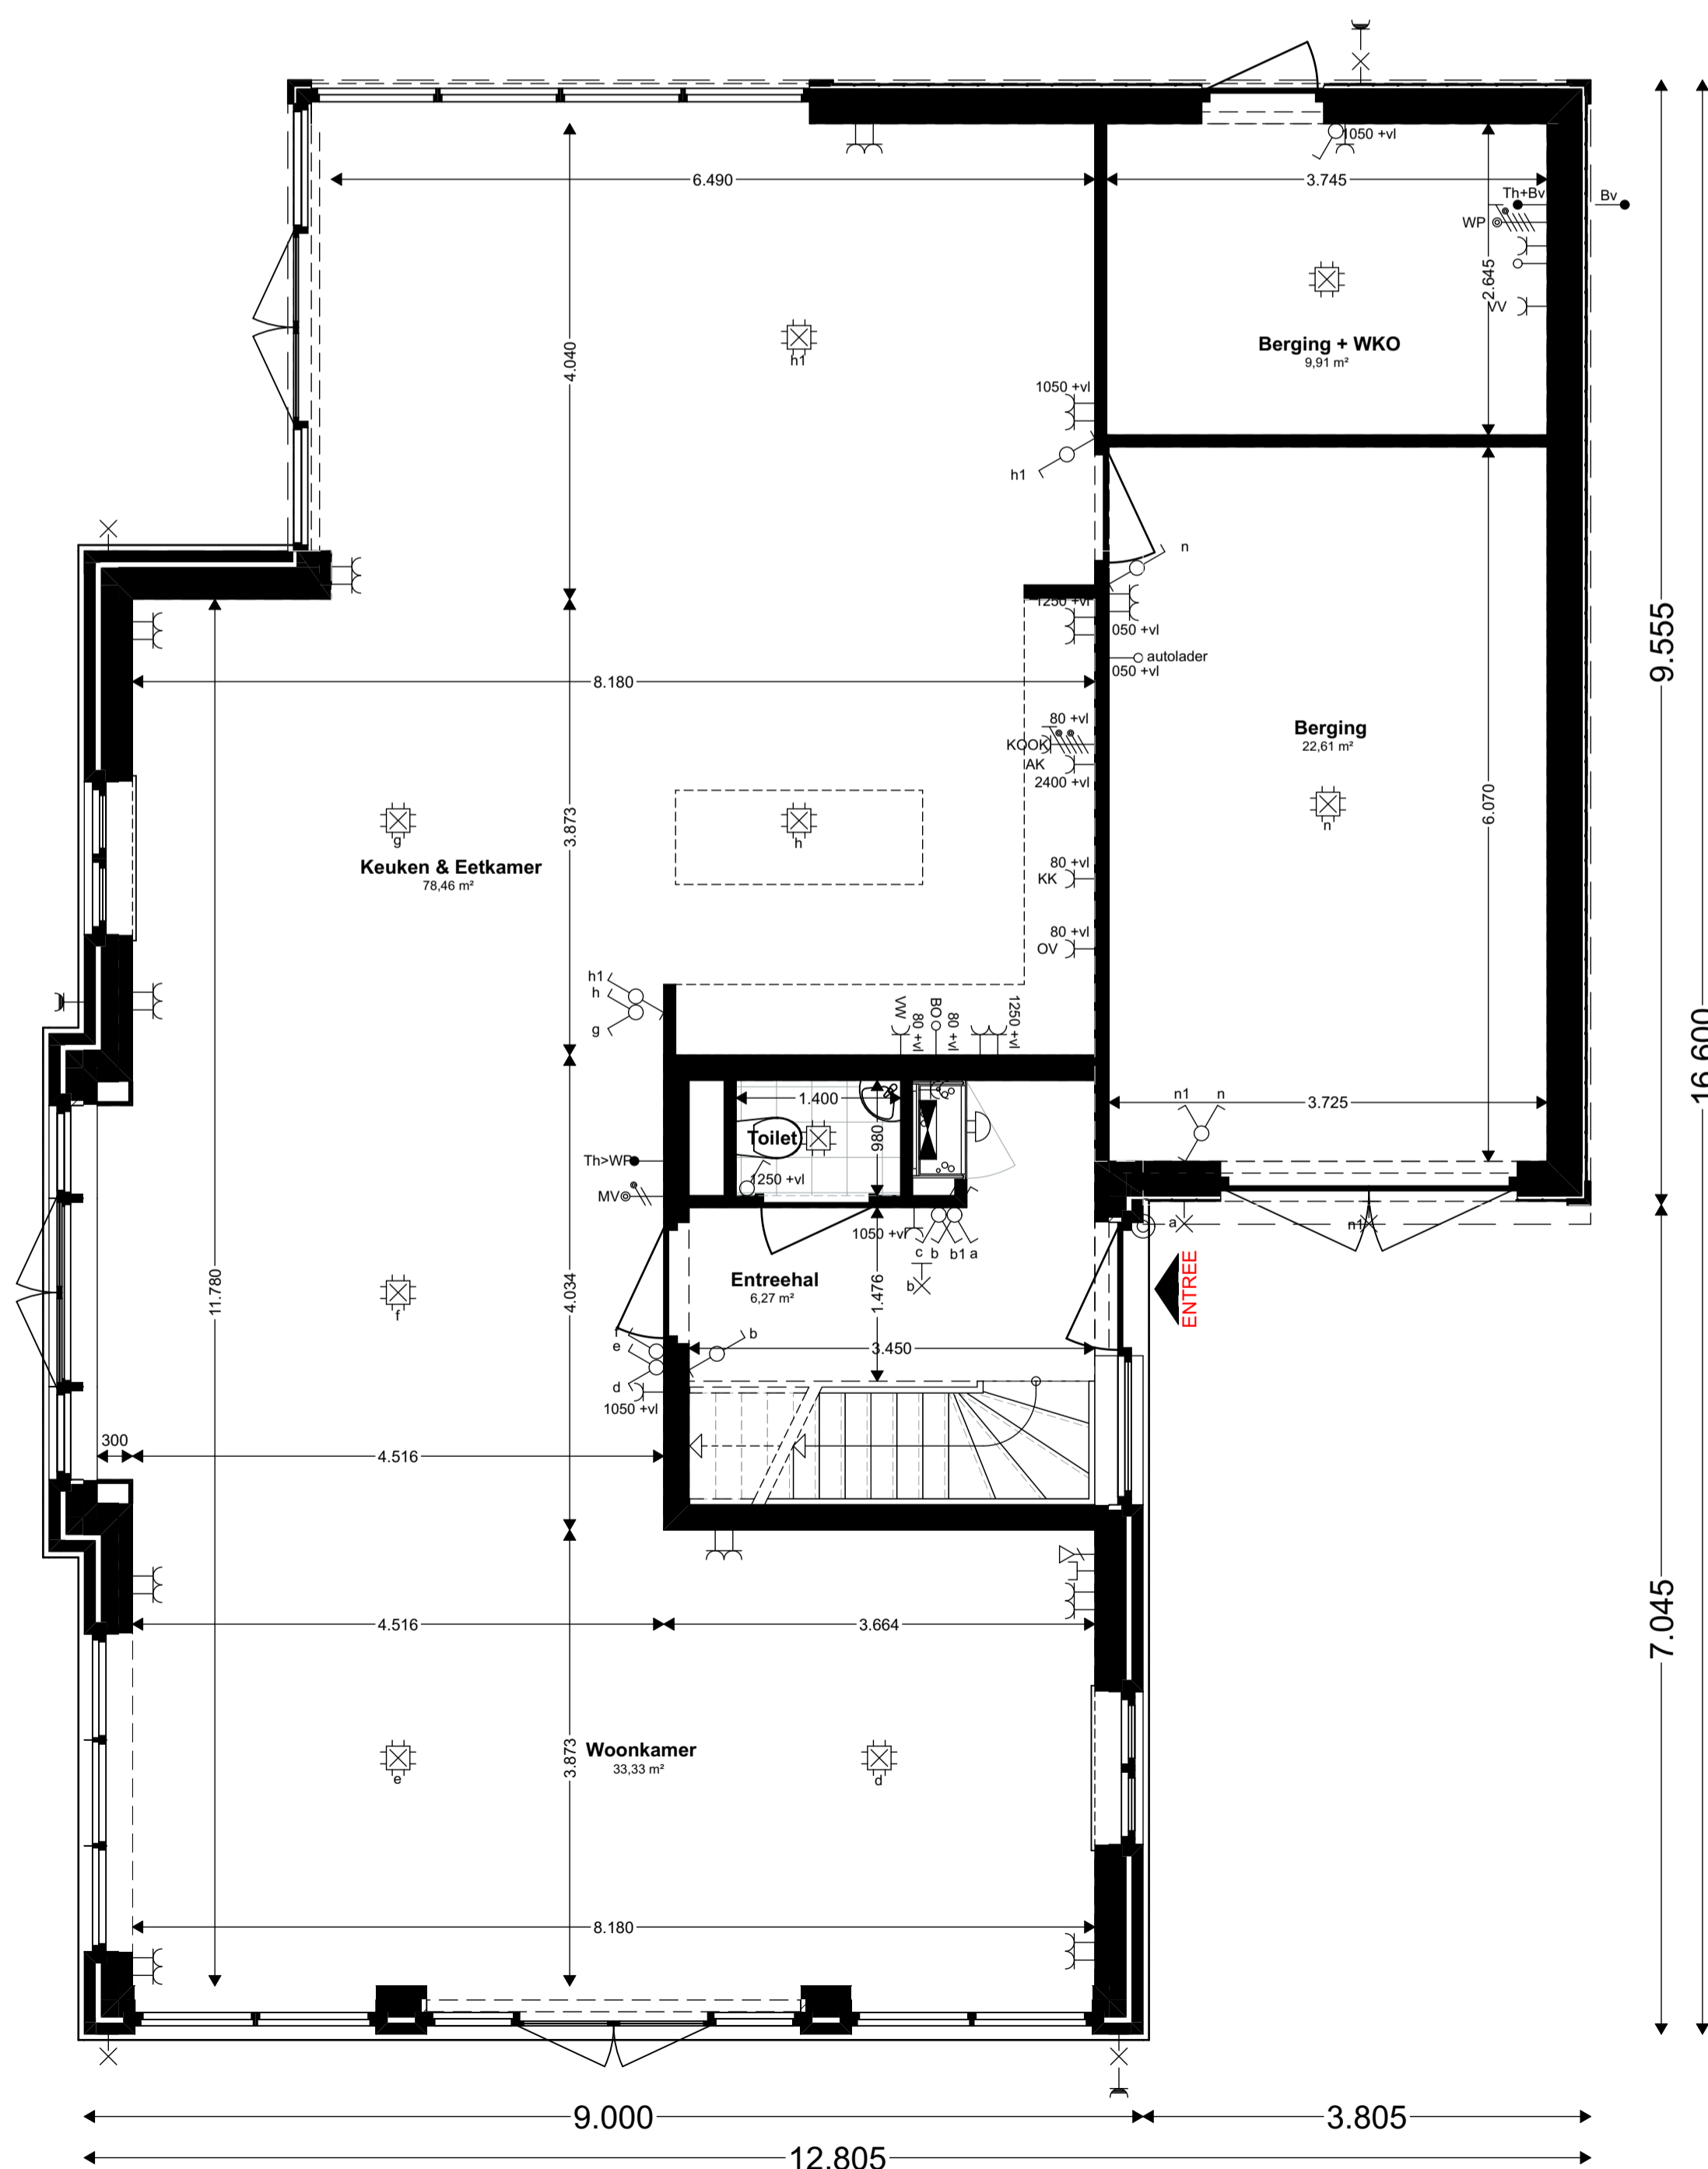 1050 +vl
6.490
3.745
Th+Bv
Bv
WP
2.645
VV
h1
4.040
Berging + WKO
9,91 m²
1050 +vl
h1
n
1250 +vl
050 +vl
autolader
050 +vl
9.555
8.180
80 +vl
KOOK
AK
2400 +vl
Berging
22,61 m²
g
h
3.873
6.070
n
Keuken & Eetkamer
78,46 m²
80 +vl
KK
80 +vl
OV
h1
h
g
VW
80 +vl
BO
80 +vl
1250 +vl
16.600
1.400
n1
n
3.725
Toilet
980
Th>WP
1250 +vl
MV
1050 +vl
c
b
b1
a
a
n1
b
ENTREE
Entreehal
6,27 m²
1.476
11.780
4.034
f
f
e
d
b
3.450
1050 +vl
300
4.516
7.045
4.516
3.664
Woonkamer
33,33 m²
3.873
e
d
8.180
9.000
3.805
12.805